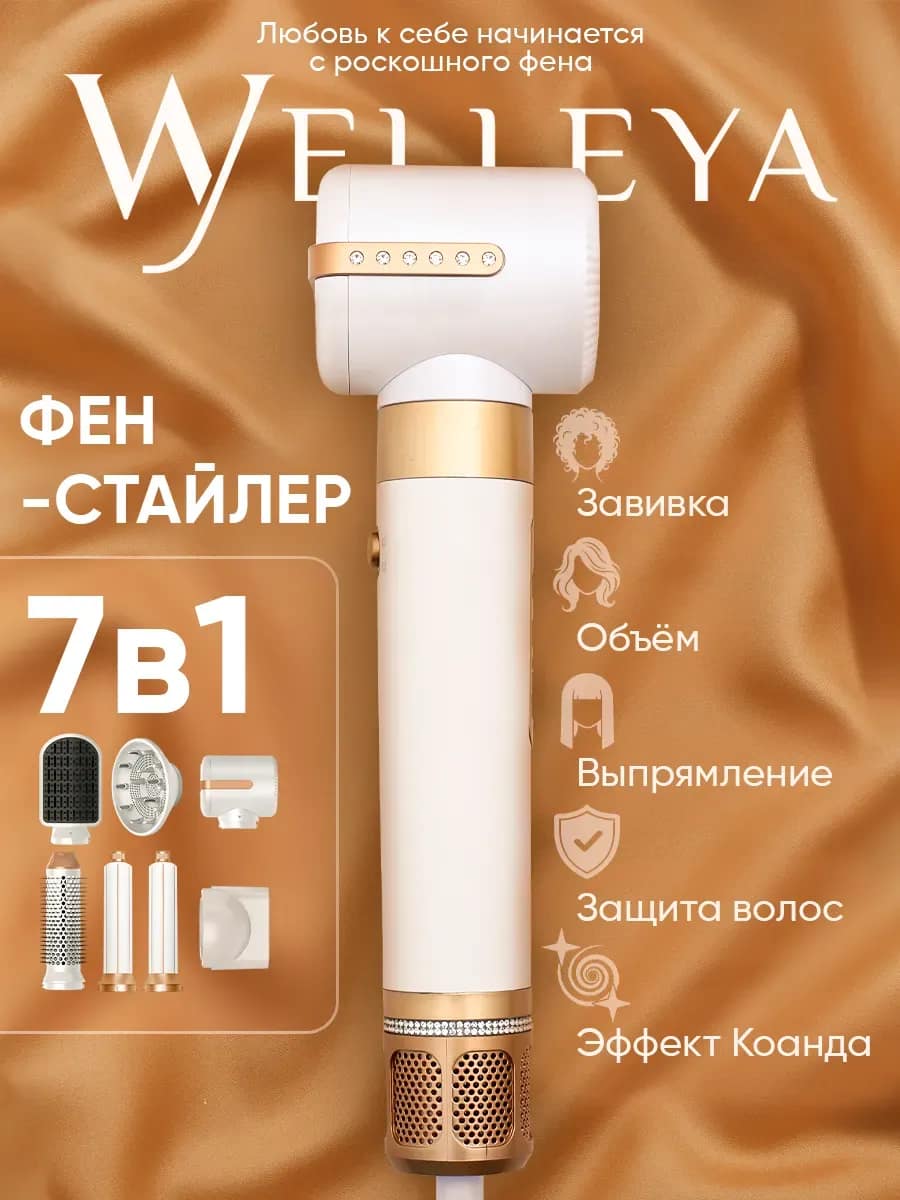 Любовь к себе начинается
с роскошного фена
WELLEYA
ФЕН
-СТАЙЛЕР
7в1
Завивка
Объём
Выпрямление
Защита волос
Эффект Коанда